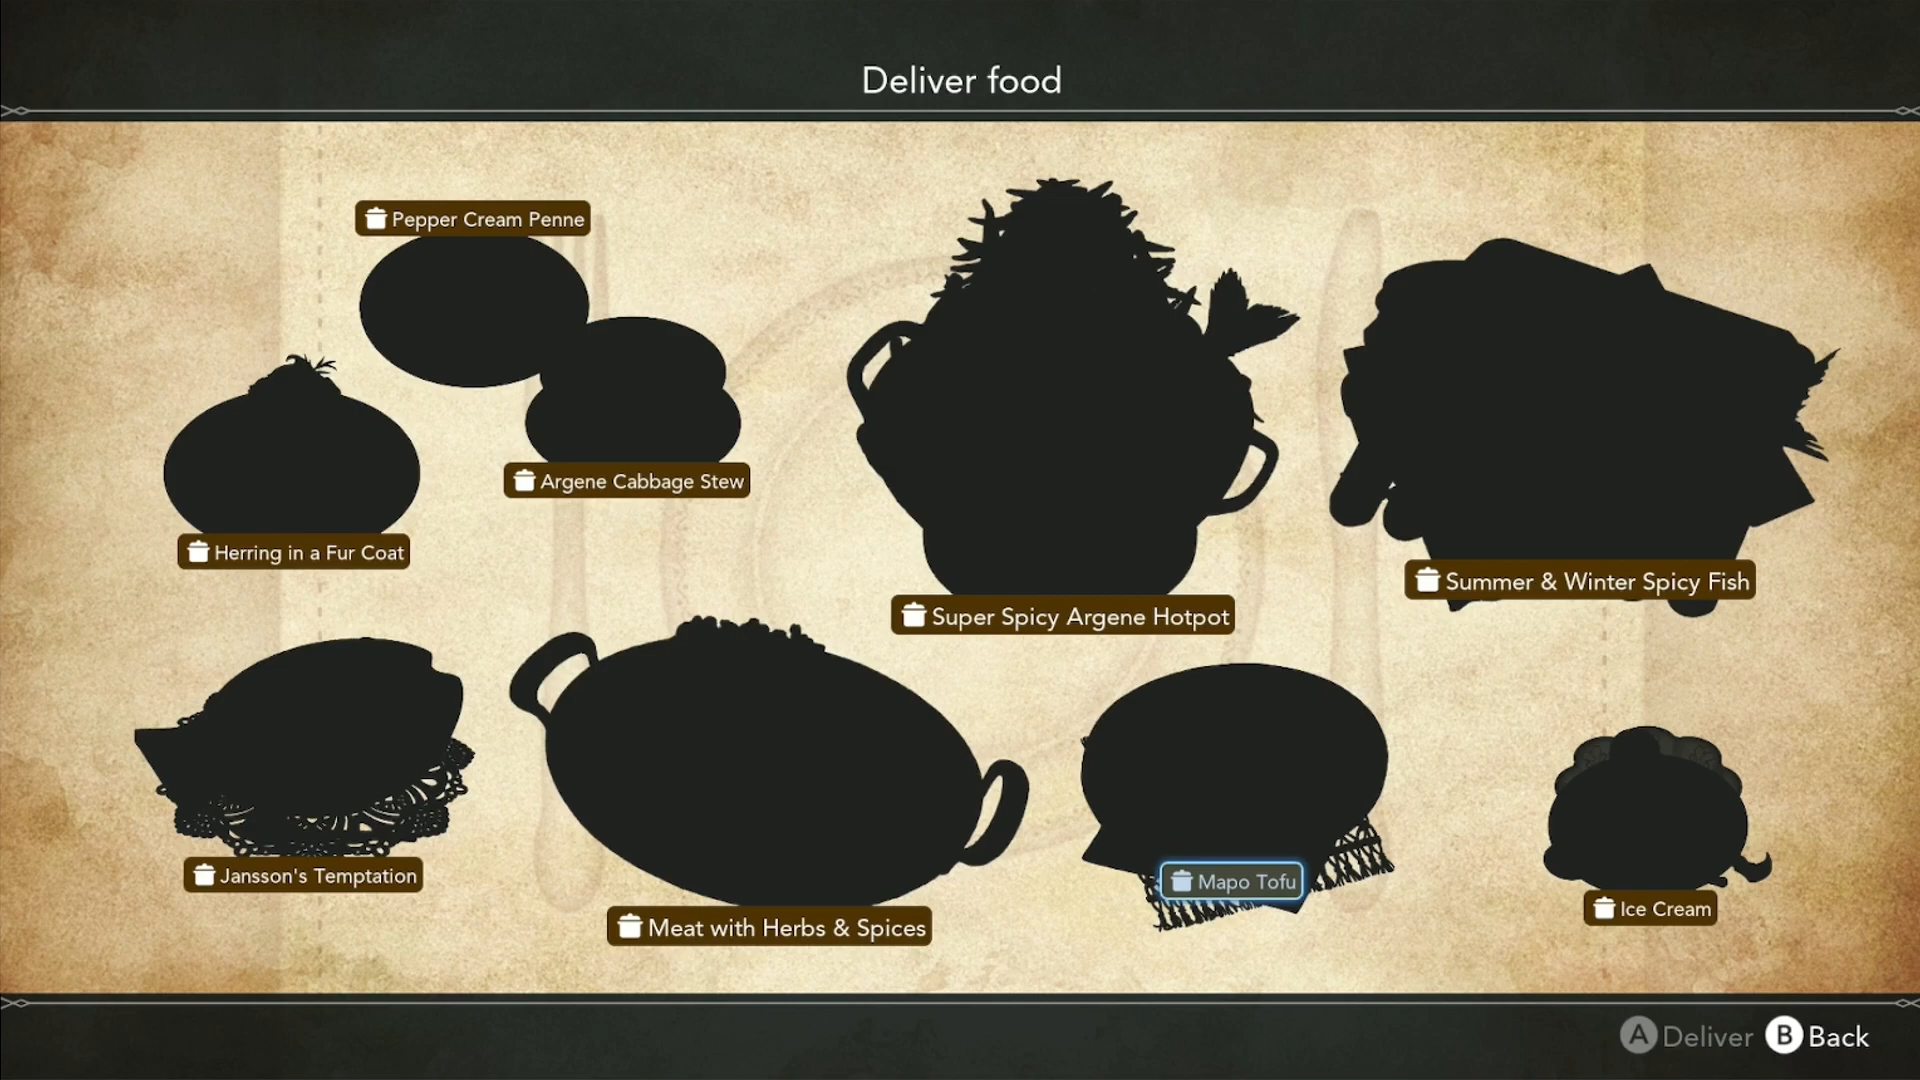 Deliver food
Pepper Cream Penne
Argene Cabbage Stew
Herring in a Fur Coat
Super Spicy Argene Hotpot
Summer & Winter Spicy Fish
Jansson's Temptation
Meat with Herbs & Spices
Mapo Tofu
Ice Cream
A Deliver B Back